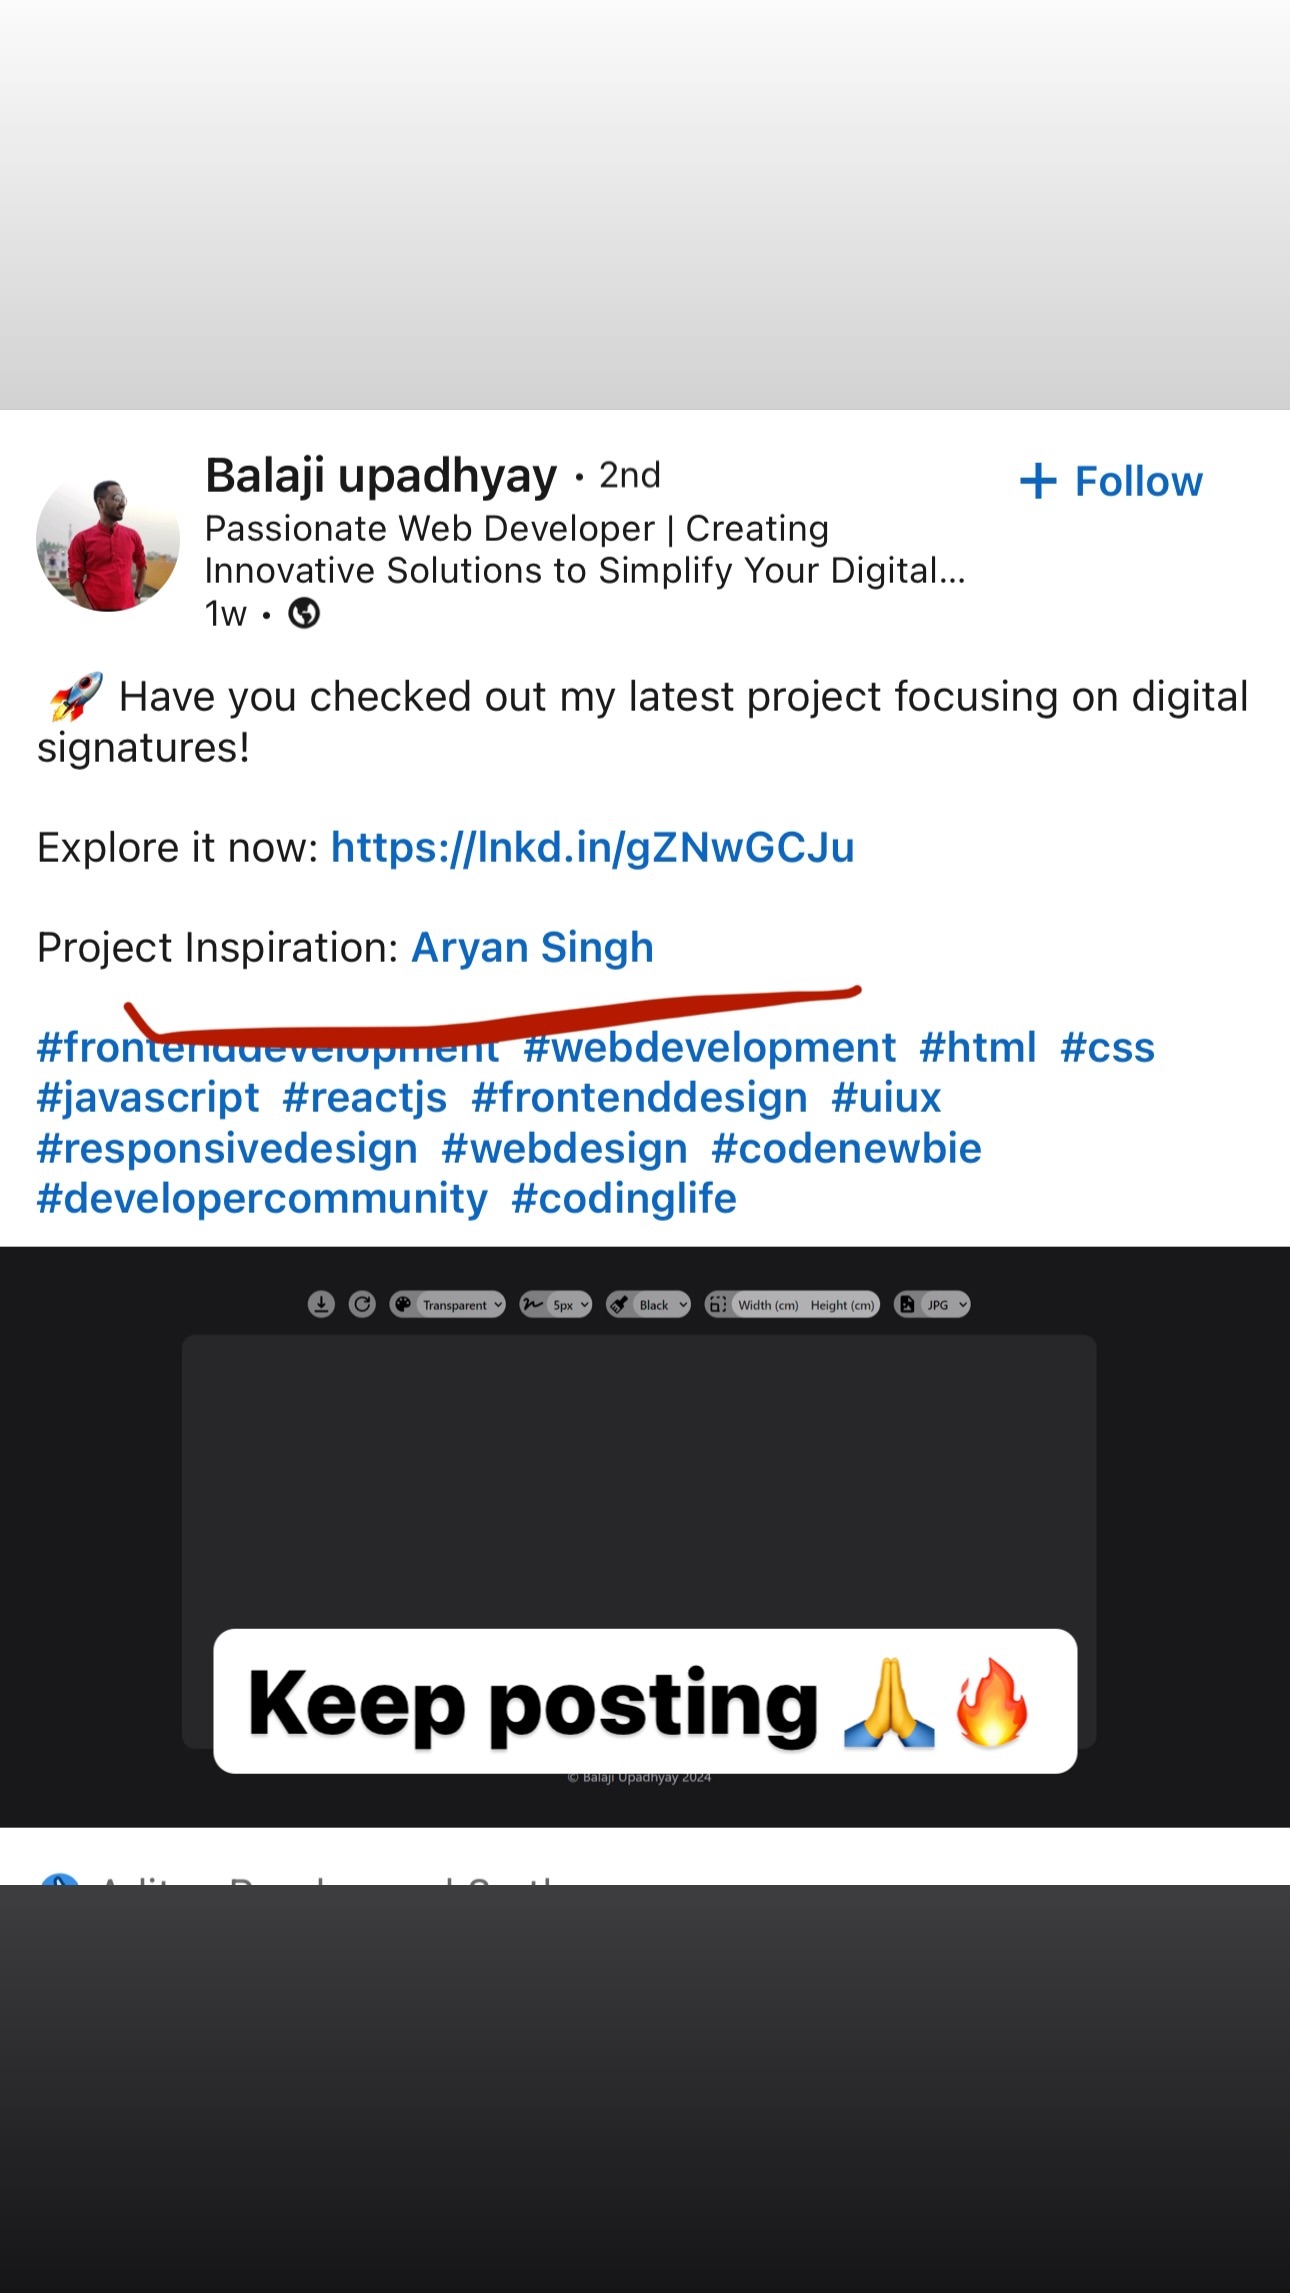 Balaji upadhyay • 2nd
+ Follow
Passionate Web Developer | Creating
Innovative Solutions to Simplify Your Digital...
1w •
🚀 Have you checked out my latest project focusing on digital
signatures!
Explore it now: https://lnkd.in/gZNwGCJu
Project Inspiration: Aryan Singh
#frontenddevelopment #webdevelopment #html #css
#javascript #reactjs #frontenddesign #uiux
#responsivedesign #webdesign #codenewbie
#developercommunity #codinglife
Transparent 5px Black Width (cm) Height (cm) JPG
Keep posting 🙏🔥
© Balaji Upadhyay 2024